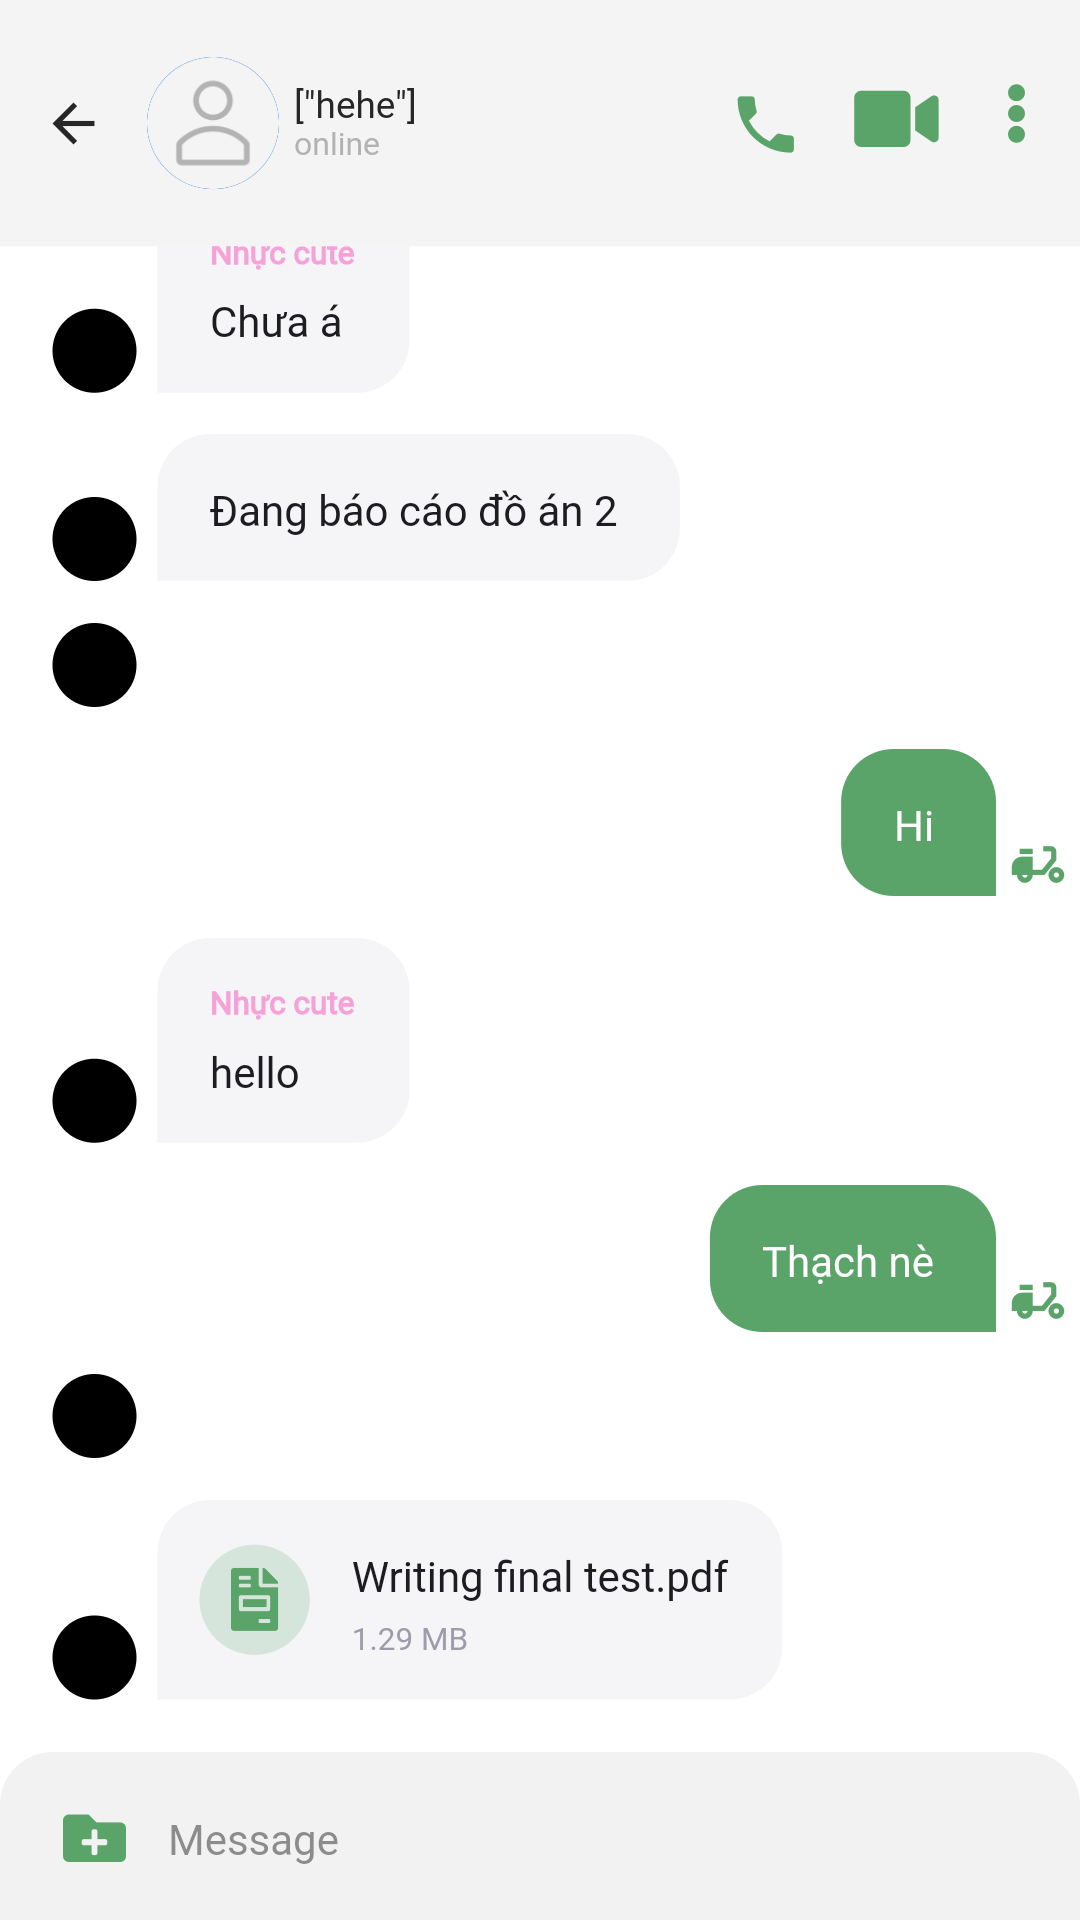 ["hehe"]
online
Nhực cute
Chưa á
Đang báo cáo đồ án 2
Hi
Nhực cute
hello
Thạch nè
Writing final test.pdf
1.29 MB
Message